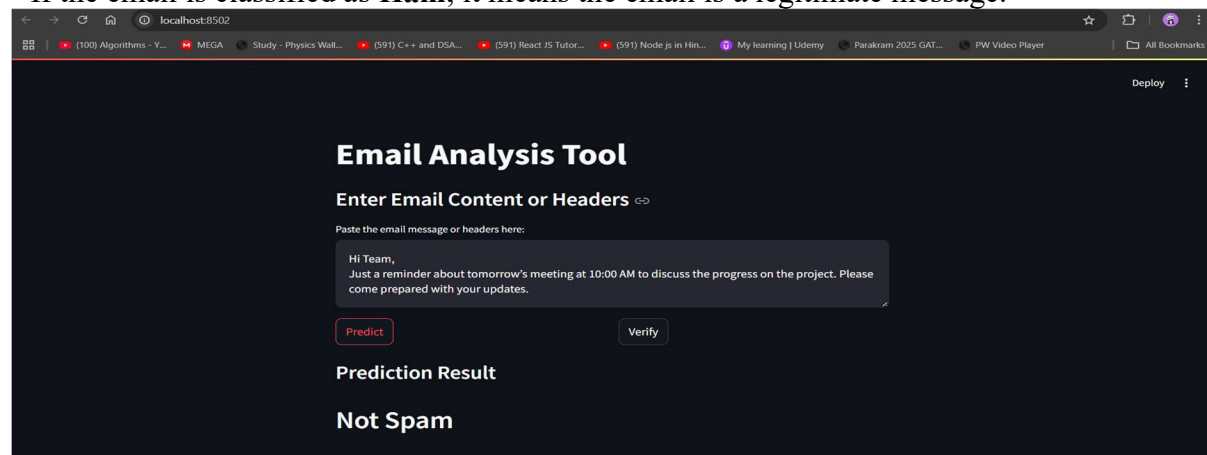 If the email is classified as Ham, it means the email is a legitimate message.
localhost:8502
(100) Algorithms - Y... MEGA Study - Physics Wall... (591) C++ and DSA... (591) React JS Tutor... (591) Node js in Hin... My learning | Udemy Parakram 2025 GAT... PW Video Player All Bookmarks
Deploy
Email Analysis Tool
Enter Email Content or Headers
Paste the email message or headers here:
Hi Team,
Just a reminder about tomorrow's meeting at 10:00 AM to discuss the progress on the project. Please
come prepared with your updates.
Predict Verify
Prediction Result
Not Spam